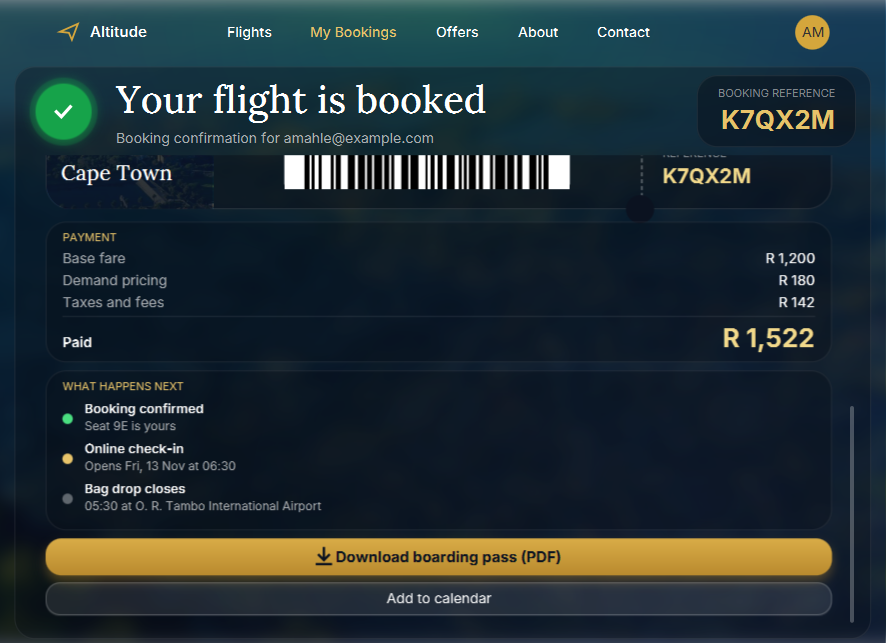 Altitude
Flights
My Bookings
Offers
About
Contact
AM
Your flight is booked
Booking confirmation for amahle@example.com
BOOKING REFERENCE
K7QX2M
Cape Town
REFERENCE
K7QX2M
PAYMENT
Base fare R 1,200
Demand pricing R 180
Taxes and fees R 142
Paid R 1,522
WHAT HAPPENS NEXT
Booking confirmed
Seat 9E is yours
Online check-in
Opens Fri, 13 Nov at 06:30
Bag drop closes
05:30 at O. R. Tambo International Airport
Download boarding pass (PDF)
Add to calendar